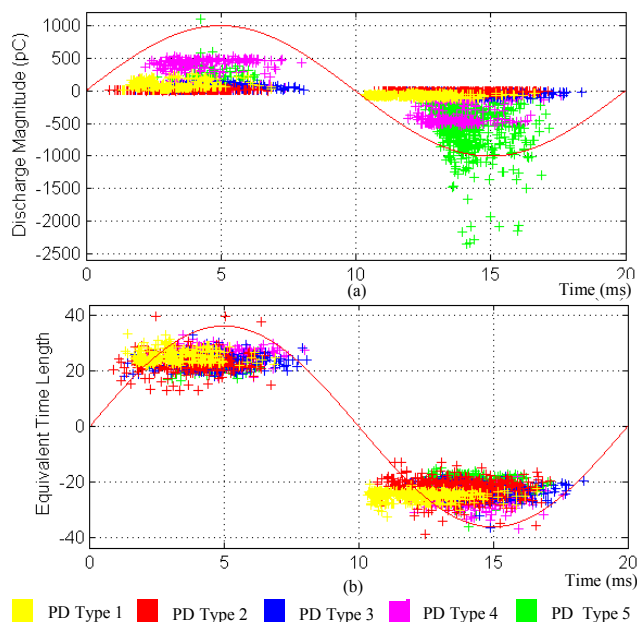 1000
500
0
-500
-1000
-1500
-2000
-2500
Discharge Magnitude (pC)
0 5 10 15 20
(a)
Time (ms)
40
20
0
-20
-40
Equivalent Time Length
0 5 10 15 20
(b)
Time (ms)
PD Type 1 PD Type 2 PD Type 3 PD Type 4 PD Type 5